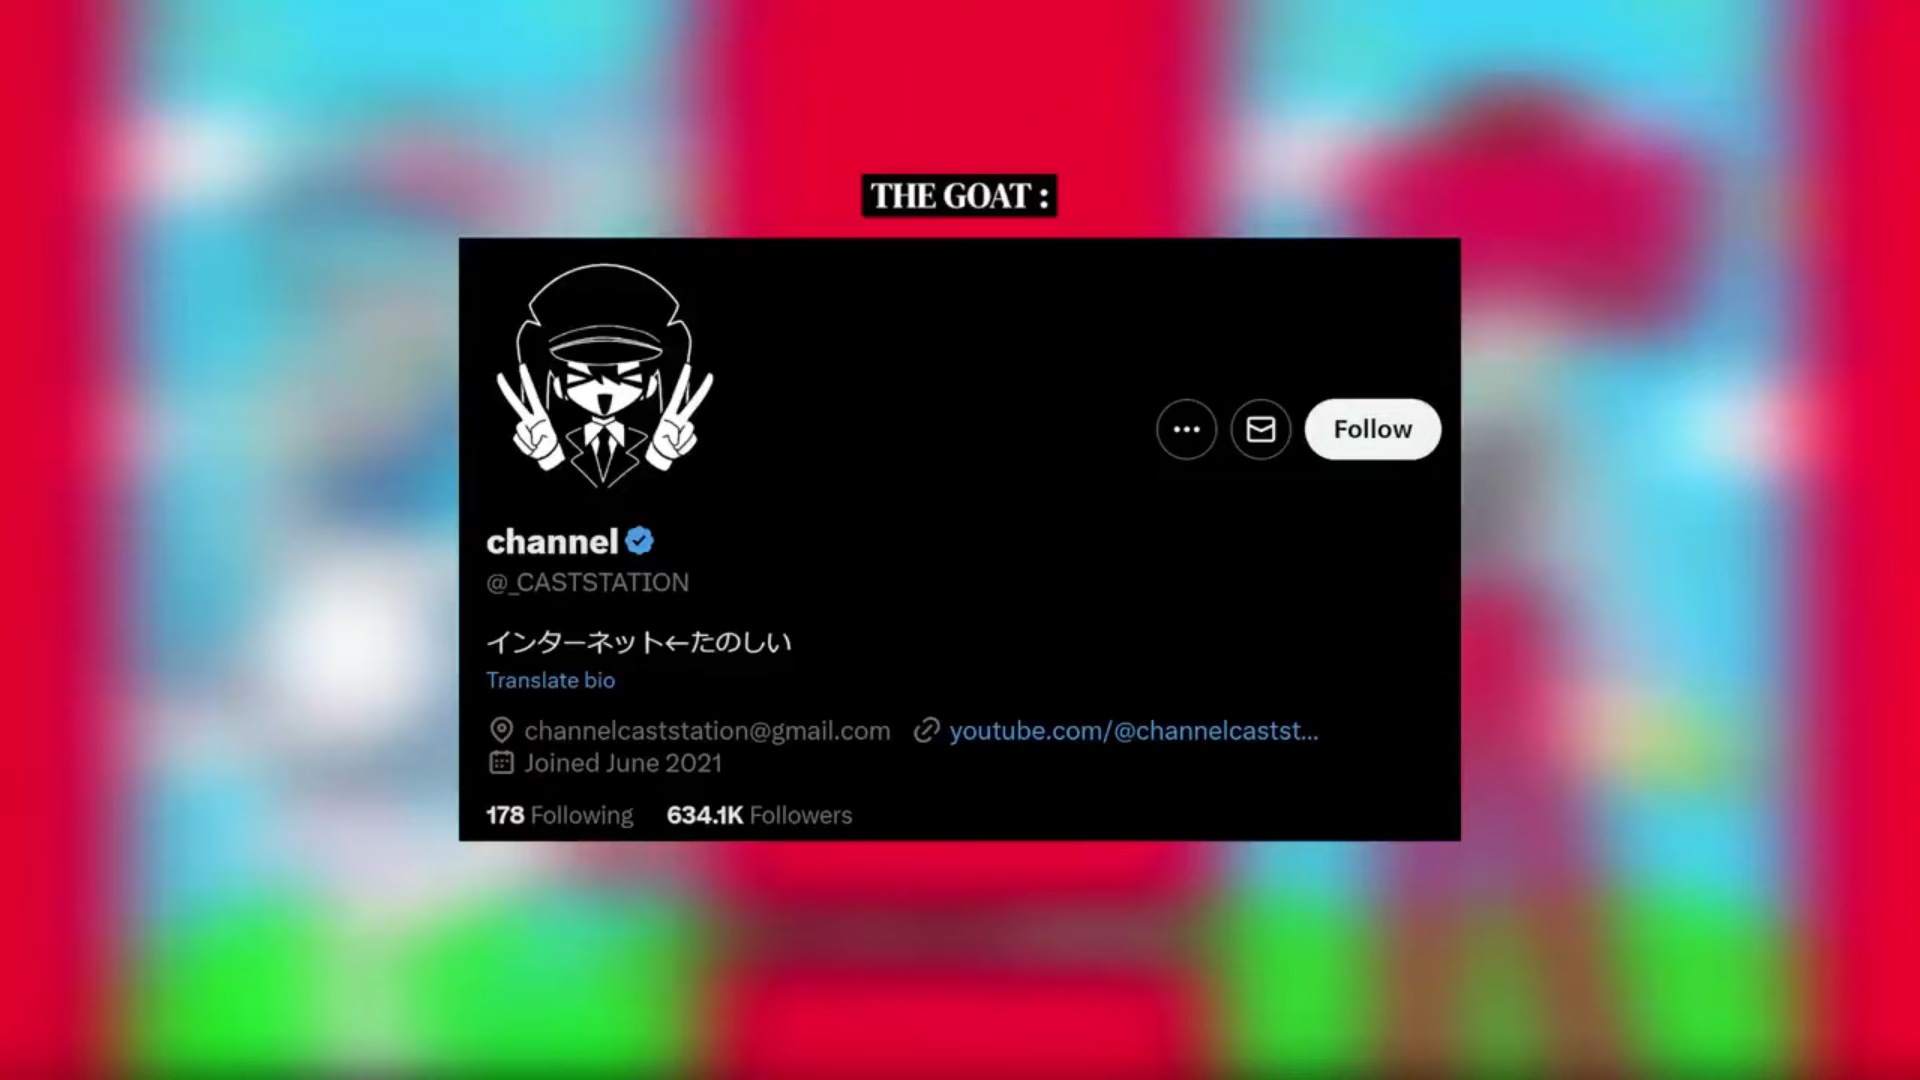 THE GOAT :
Follow
channel
@_CASTSTATION
インターネット←たのしい
Translate bio
channelcaststation@gmail.com youtube.com/@channelcastst...
Joined June 2021
178 Following 634.1K Followers